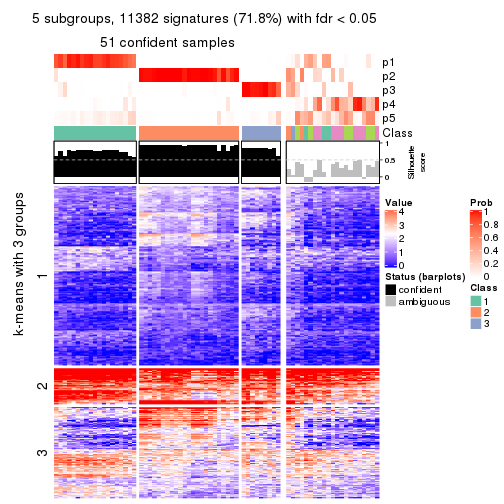 5 subgroups, 11382 signatures (71.8%) with fdr < 0.05
51 confident samples
p1
p2
p3
p4
p5
Class
1
0.5
0
Silhouette
score
k-means with 3 groups
1
2
3
Value
4
3
2
1
0
Status (barplots)
confident
ambiguous
Prob
1
0.8
0.6
0.4
0.2
0
Class
1
2
3